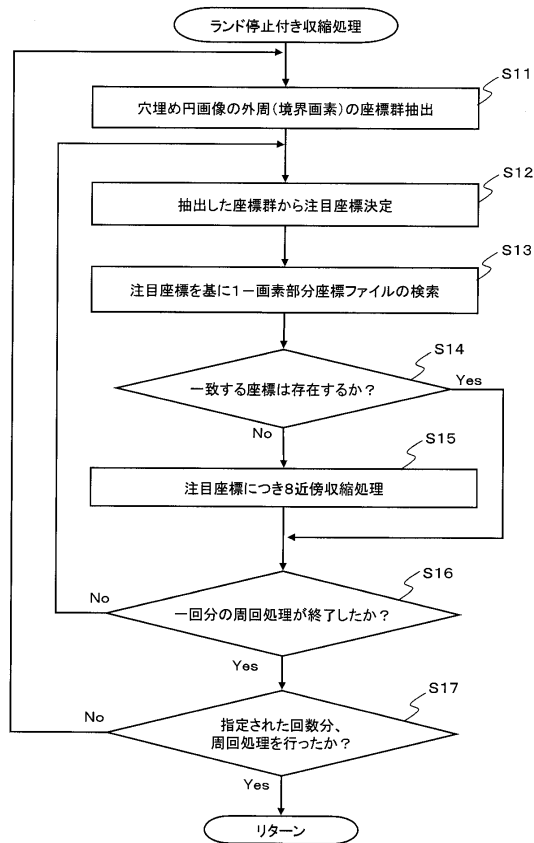 ランド停止付き収縮処理
S11
穴埋め円画像の外周(境界画素)の座標群抽出
S12
抽出した座標群から注目座標決定
S13
注目座標を基に1-画素部分座標ファイルの検索
S14
一致する座標は存在するか?
Yes
No
S15
注目座標につき8近傍収縮処理
S16
No
一回分の周回処理が終了したか?
Yes
S17
No
指定された回数分、
周回処理を行ったか?
Yes
リターン